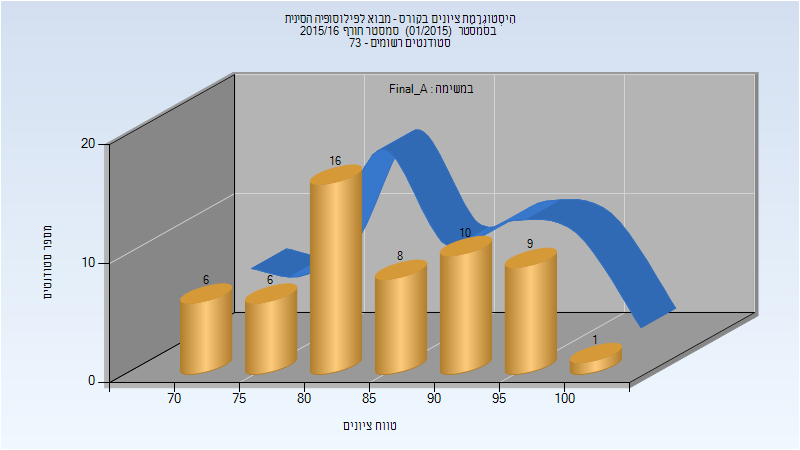 היסטוגרמת ציונים בקורס - מבוא לפילוסופיה הסינית
בסמסטר (01/2015) סמסטר חורף 2015/16
סטודנטים רשומים - 73
במשימה : Final_A
מספר סטודנטים
20
10
0
6
6
16
8
10
9
1
70
75
80
85
90
95
100
טווח ציונים